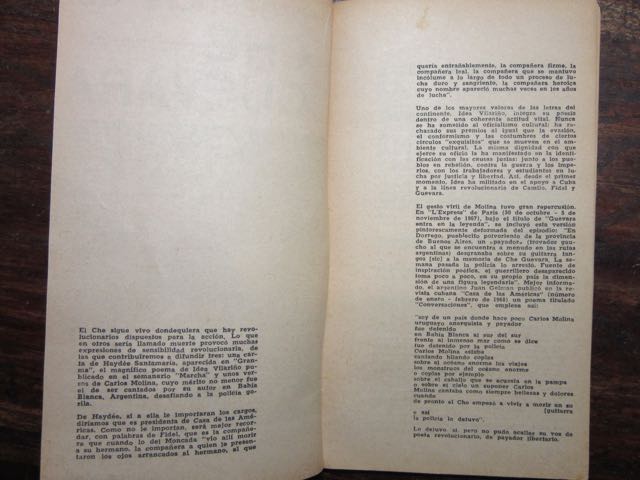 El Che sigue vivo dondequiera que hay revo-
lucionarios dispuestos para la acción. Lo que
en otros sería llamado muerte provocó muchas
expresiones de sensibilidad revolucionaria, de
las que contribuiremos a difundir tres: una car-
ta de Haydée Santamaría, aparecida en "Gran-
ma", el magnífico poema de Idea Vilariño pu-
blicado en el semanario "Marcha" y unos ver-
sos de Carlos Molina, cuyo mérito no menor fue
el de ser cantados por su autor en Bahía
Blanca, Argentina, desafiando a la policía go-
rila.
De Haydée, si a ella le importaran los cargos,
diríamos que es presidenta de Casa de las Amé-
ricas. Como no le importan, será mejor recor-
darla, con palabras de Fidel, que es la compañe-
ra que cuando lo del Moncada "vio allí morir
a su hermano, la compañera a quien le presen-
taron los ojos arrancados al hermano, al que
quería entrañablemente, la compañera firme, la
compañera leal, la compañera que se mantuvo
incólume a lo largo de todo un proceso de lu-
cha duro y sangriento, la compañera heroica
cuyo nombre apareció muchas veces en los años
de lucha".
Uno de los mayores valores de las letras del
continente, Idea Vilariño, integra su poesía
dentro de una coherente actitud vital. Nunca
se ha sometido al oficialismo cultural: ha re-
chazado sus premios al igual que la evasión,
el conformismo y las costumbres de ciertos
círculos "exquisitos" que se mueven en el am-
biente cultural. La misma dignidad con que
ejerce su oficio la ha manifestado en la identi-
ficación con las causas justas: junto a los pueblos
en rebelión, contra la guerra y los impe-
rios, con los trabajadores y estudiantes en lu-
cha por justicia y libertad. Así, desde el primer
momento, Idea ha militado en el apoyo a Cuba
y a la línea revolucionaria de Camilo, Fidel y
Guevara.
El gesto viril de Molina tuvo gran repercusión.
En "L'Express" de París (30 de octubre - 5 de
noviembre de 1967), bajo el título de "Guevara
entra en la leyenda", se incluyó esta versión
pintorescamente deformada del episodio: "En
Dorrego, pueblecito polvoriento de la provincia
de Buenos Aires, un «payador» (trovador gau-
cho al que se encuentra a menudo en las rutas
argentinas) desgranaba sobre su guitarra tan-
gos (sic) a la memoria de Che Guevara. La se-
mana pasada la policía lo arrestó. Fuente de
inspiración poética, el guerrillero desaparecido
toma poco a poco, en su propio país la dimen-
sión de una figura legendaria". Mejor informa-
do, el argentino Juan Gelman publicó en la re-
vista cubana "Casa de las Américas" (número
de enero - febrero de 1968) un poema titulado
"Conversaciones", que empieza así:
"soy de un país donde hace poco Carlos Molina
uruguayo anarquista y payador
fue detenido
en Bahía Blanca al sur del sur
frente al inmenso mar como se dice
fue detenido por la policía
Carlos Molina estaba
cantando hilando coplas
sobre el océano enorme los viajes
los monstruos del océano enorme
o coplas por ejemplo
sobre el caballo que se acuesta en la pampa
o sobre el cielo un suponer Carlos
Molina cantaba como siempre bellezas y dolores
cuando
de pronto el Che empezó a vivir a morir en su
(guitarra
y así
la policía lo detuvo".
Lo detuvo sí, pero no pudo acallar su voz de
poeta revolucionario, de payador libertario.